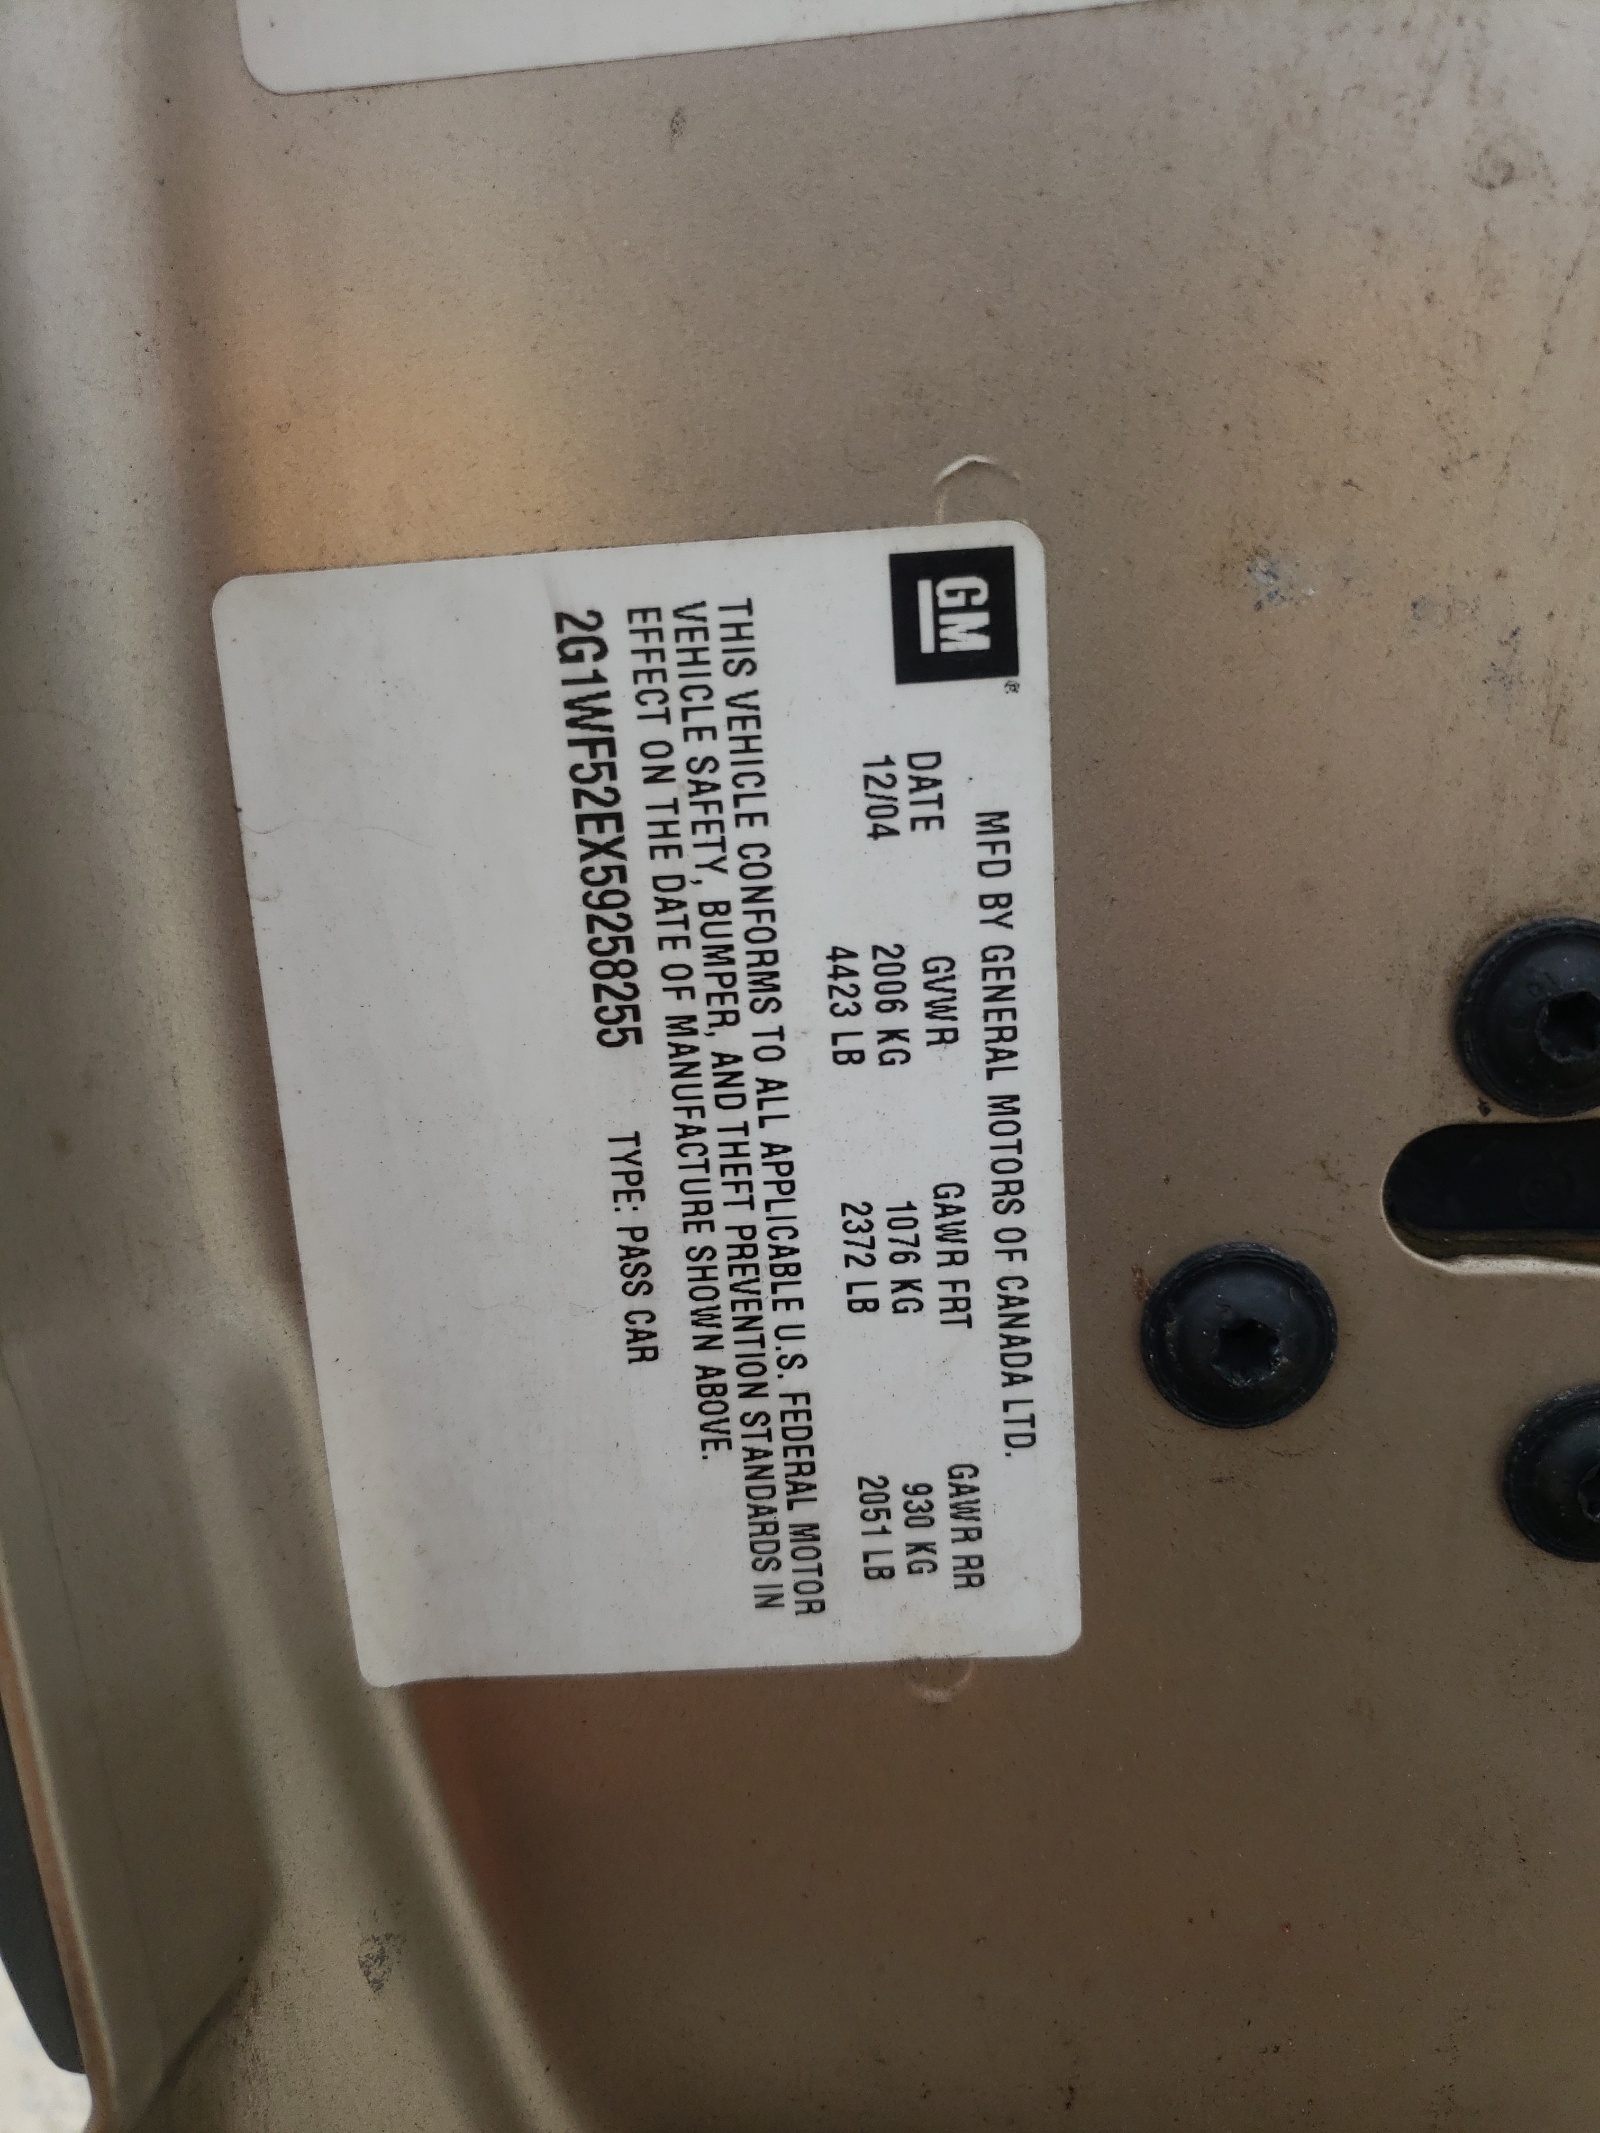 GM®
MFD BY GENERAL MOTORS OF CANADA LTD.
DATE GVWR GAWR FRT GAWR RR
12/04 2006 KG 1076 KG 930 KG
4423 LB 2372 LB 2051 LB
THIS VEHICLE CONFORMS TO ALL APPLICABLE U.S. FEDERAL MOTOR
VEHICLE SAFETY, BUMPER, AND THEFT PREVENTION STANDARDS IN
EFFECT ON THE DATE OF MANUFACTURE SHOWN ABOVE.
2G1WF52EX59258255 TYPE: PASS CAR